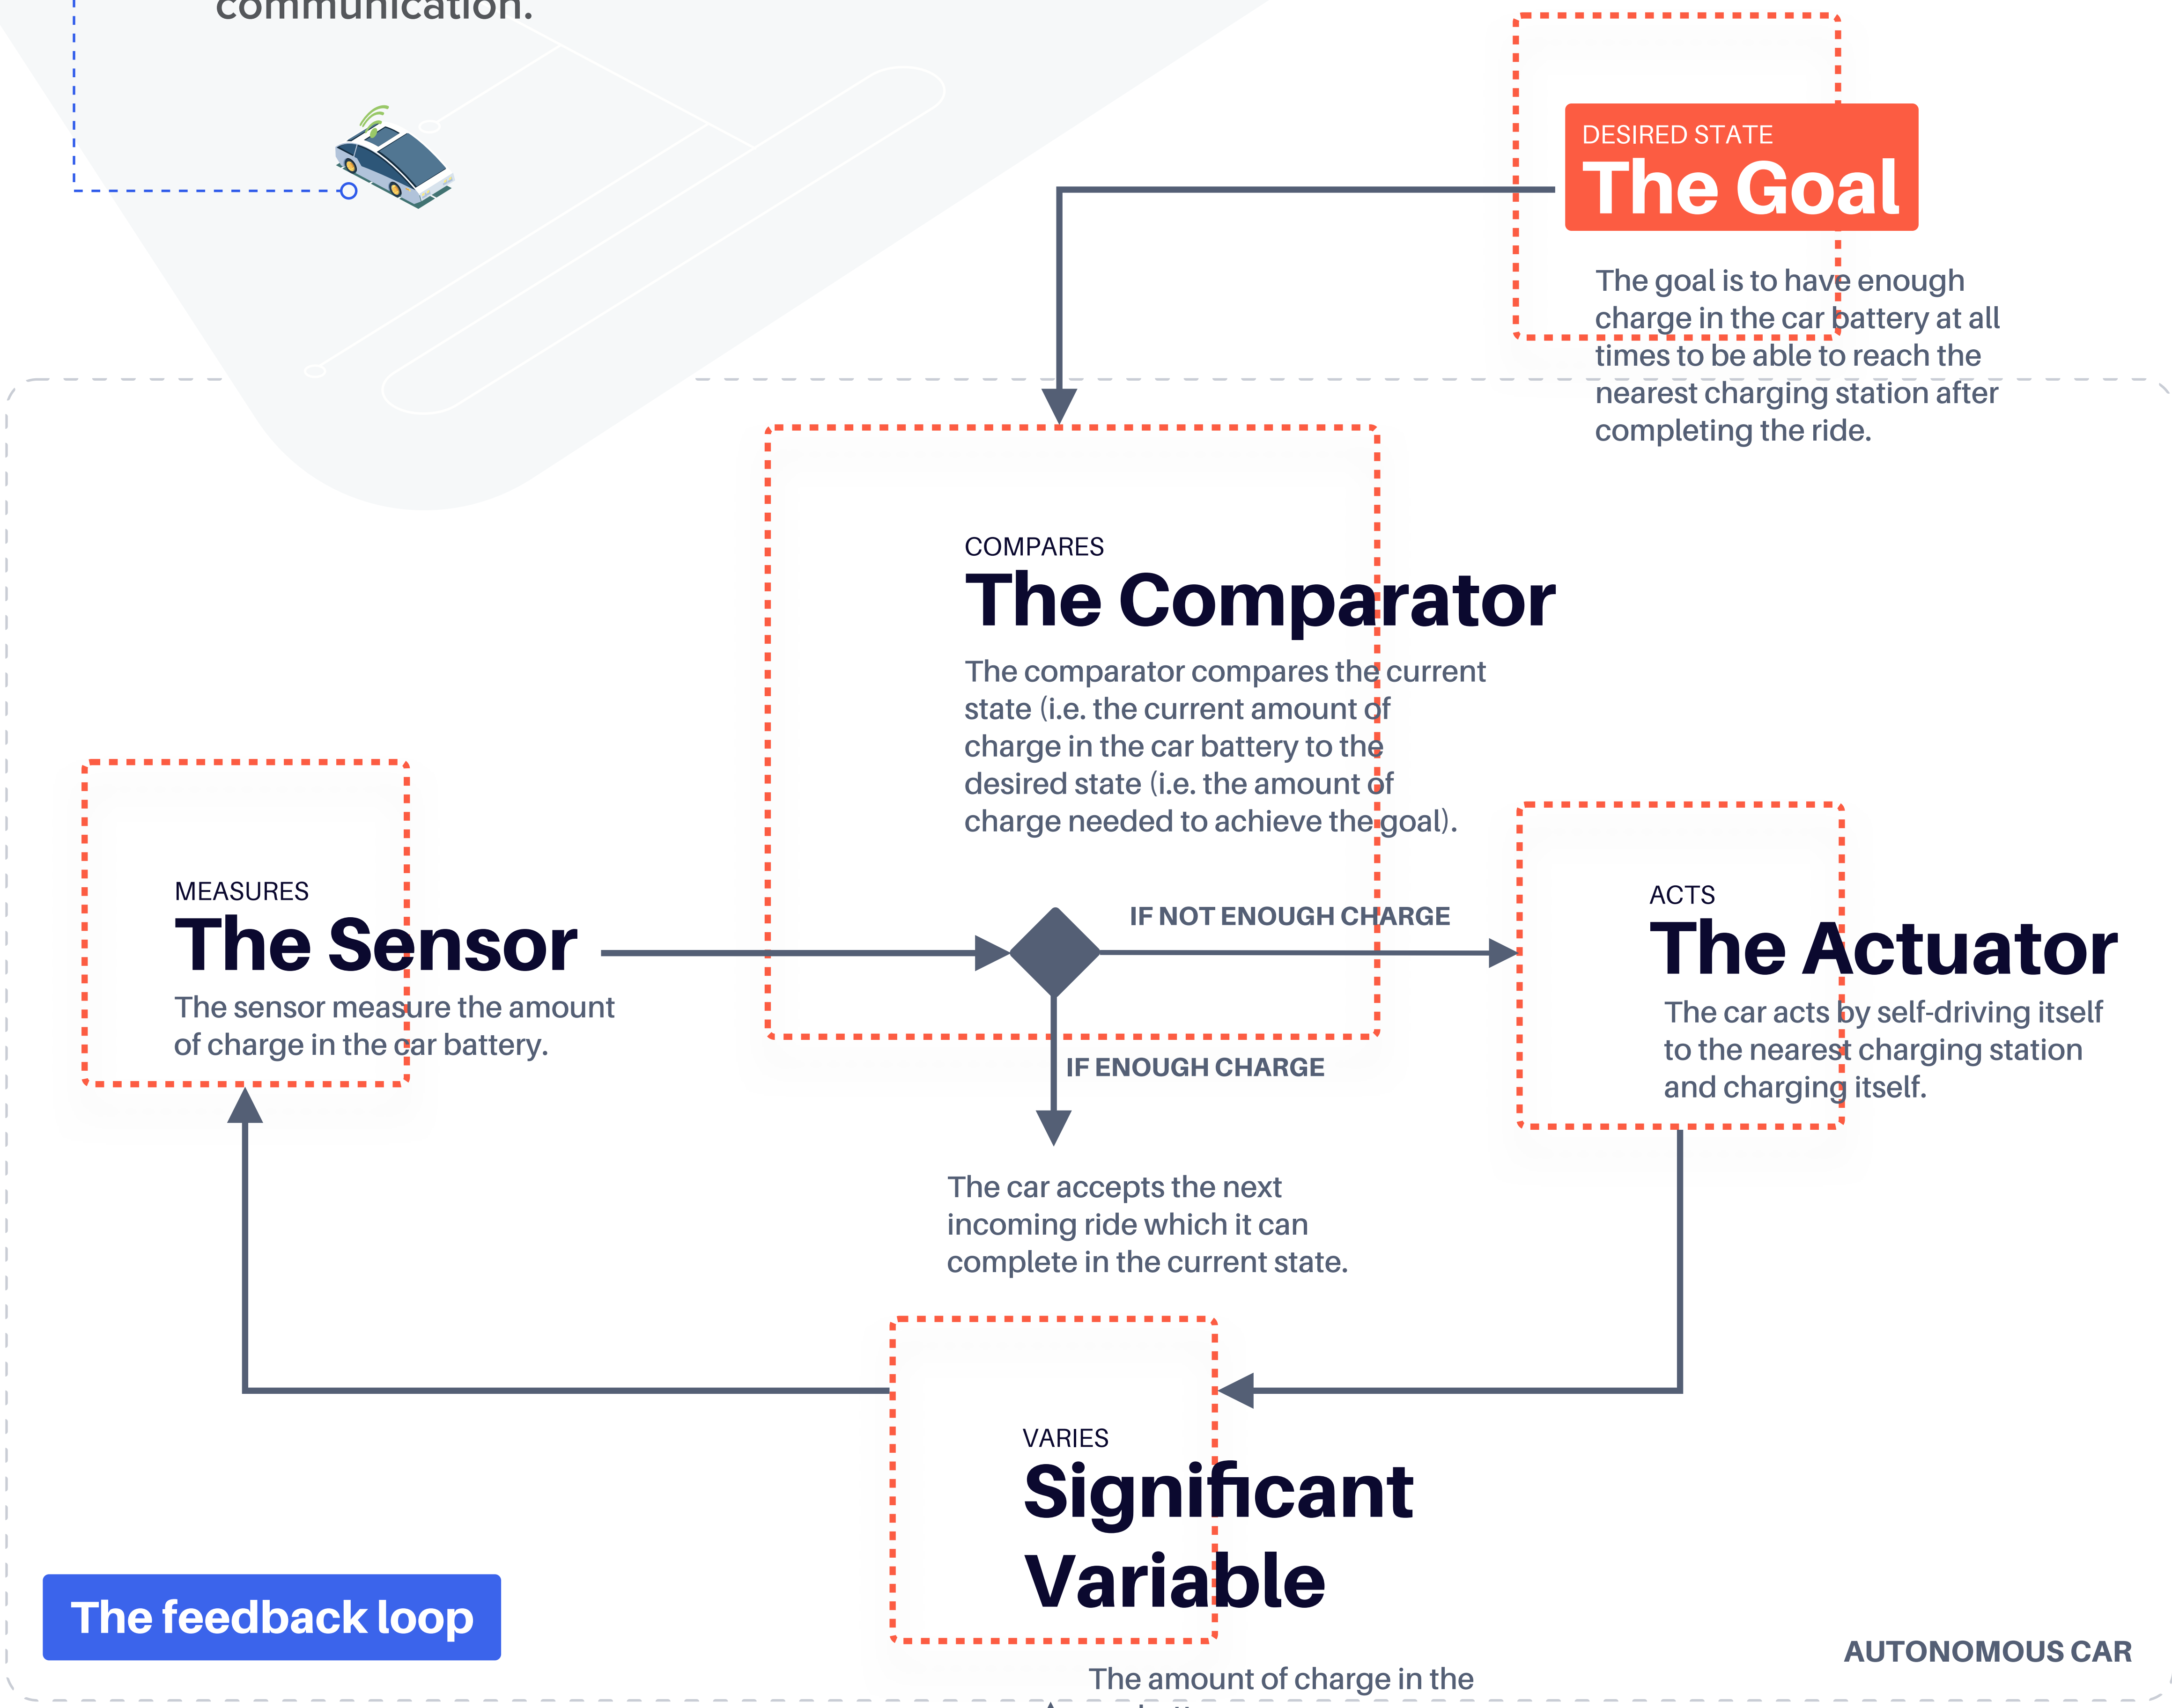 communication.
DESIRED STATE
The Goal
The goal is to have enough
charge in the car battery at all
times to be able to reach the
nearest charging station after
completing the ride.
COMPARES
The Comparator
The comparator compares the current
state (i.e. the current amount of
charge in the car battery to the
desired state (i.e. the amount of
charge needed to achieve the goal).
MEASURES
The Sensor
The sensor measure the amount
of charge in the car battery.
IF NOT ENOUGH CHARGE
ACTS
The Actuator
The car acts by self-driving itself
to the nearest charging station
and charging itself.
IF ENOUGH CHARGE
The car accepts the next
incoming ride which it can
complete in the current state.
VARIES
Significant
Variable
The feedback loop
AUTONOMOUS CAR
The amount of charge in the